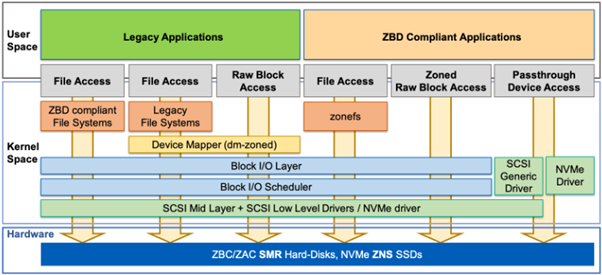 User
Space
Legacy Applications
ZBD Compliant Applications
File Access
File Access
Raw Block
Access
File Access
Zoned
Raw Block Access
Passthrough
Device Access
Kernel
Space
ZBD compliant
File Systems
Legacy
File Systems
zonefs
Device Mapper (dm-zoned)
Block I/O Layer
SCSI
Generic
Driver
NVMe
Driver
Block I/O Scheduler
SCSI Mid Layer + SCSI Low Level Drivers / NVMe driver
Hardware
ZBC/ZAC SMR Hard-Disks, NVMe ZNS SSDs